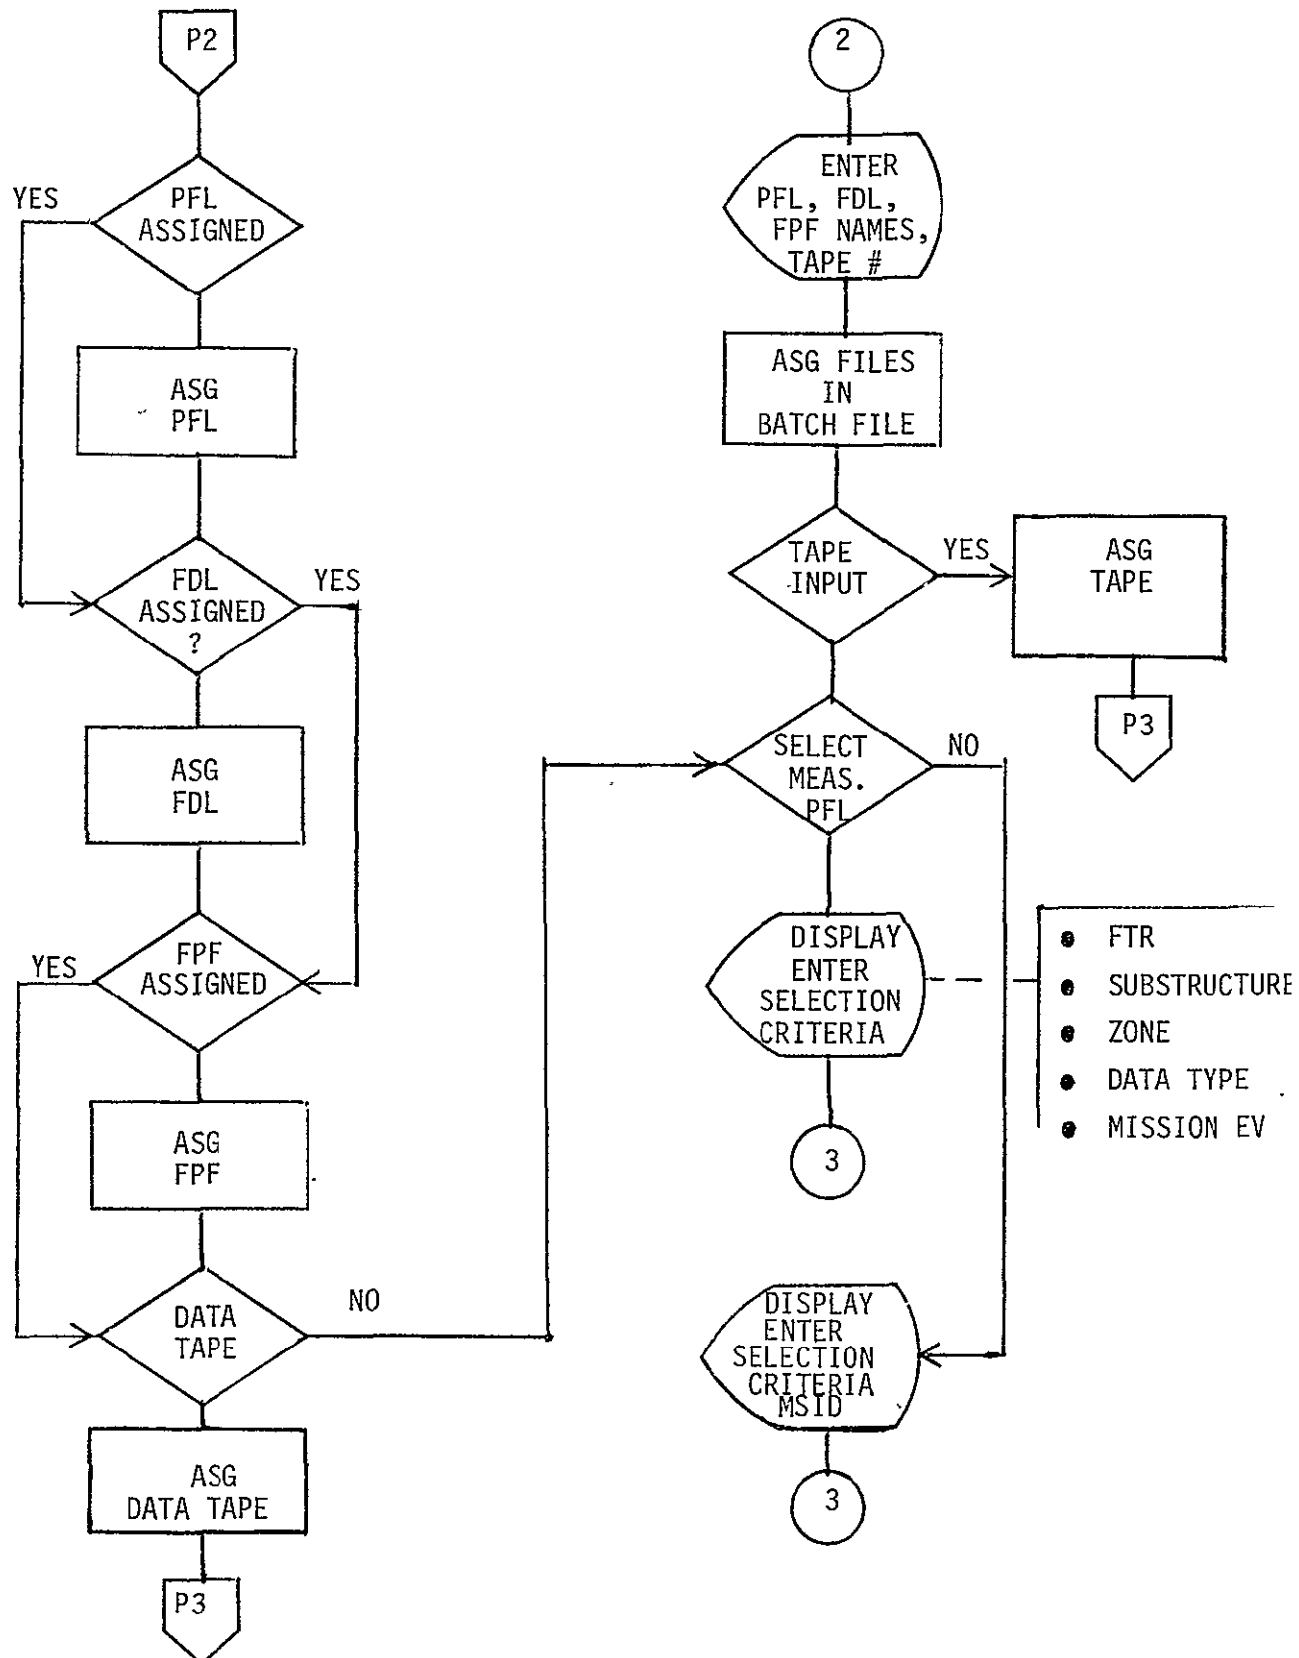 P2
YES
PFL
ASSIGNED
ASG
PFL
FDL
ASSIGNED
?
YES
ASG
FDL
YES
FPF
ASSIGNED
ASG
FPF
DATA
TAPE
NO
ASG
DATA TAPE
P3
2
ENTER
PFL, FDL,
FPF NAMES,
TAPE #
ASG FILES
IN
BATCH FILE
TAPE
INPUT
YES
ASG
TAPE
P3
SELECT
MEAS.
PFL
NO
DISPLAY
ENTER
SELECTION
CRITERIA
• FTR
• SUBSTRUCTURE
• ZONE
• DATA TYPE
• MISSION EV
3
DISPLAY
ENTER
SELECTION
CRITERIA
MSID
3